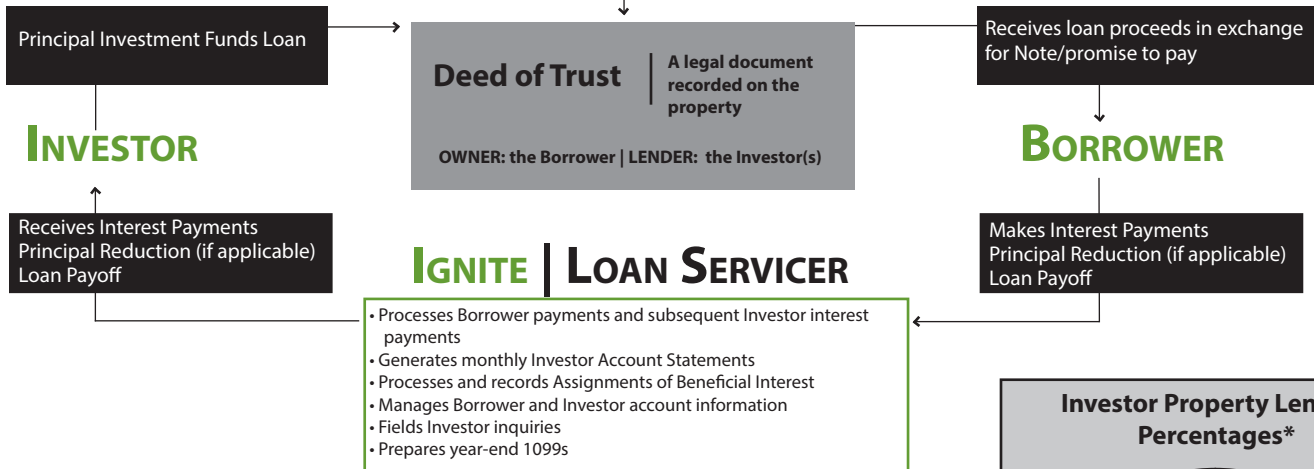 Principal Investment Funds Loan
Deed of Trust
A legal document
recorded on the
property
OWNER: the Borrower | LENDER: the Investor(s)
Receives loan proceeds in exchange
for Note/promise to pay
INVESTOR
BORROWER
Receives Interest Payments
Principal Reduction (if applicable)
Loan Payoff
Makes Interest Payments
Principal Reduction (if applicable)
Loan Payoff
IGNITE | LOAN SERVICER
• Processes Borrower payments and subsequent Investor interest
payments
• Generates monthly Investor Account Statements
• Processes and records Assignments of Beneficial Interest
• Manages Borrower and Investor account information
• Fields Investor inquiries
• Prepares year-end 1099s
Investor Property Len
Percentages*